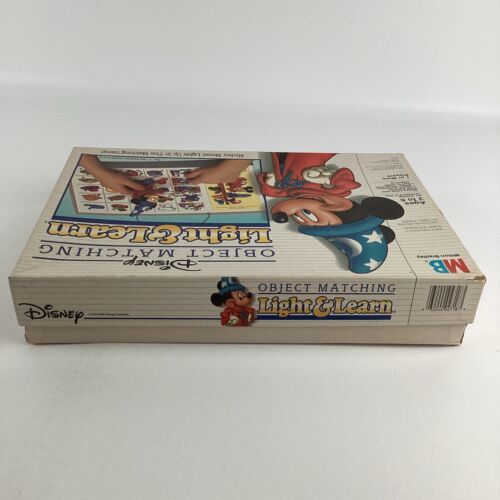 Mickey Mouse Lights Up In This Matching Game!
DISNEY
OBJECT MATCHING
Light & Learn
Ages
3 to 6
MB
Milton Bradley
Disney
OBJECT MATCHING
Light & Learn